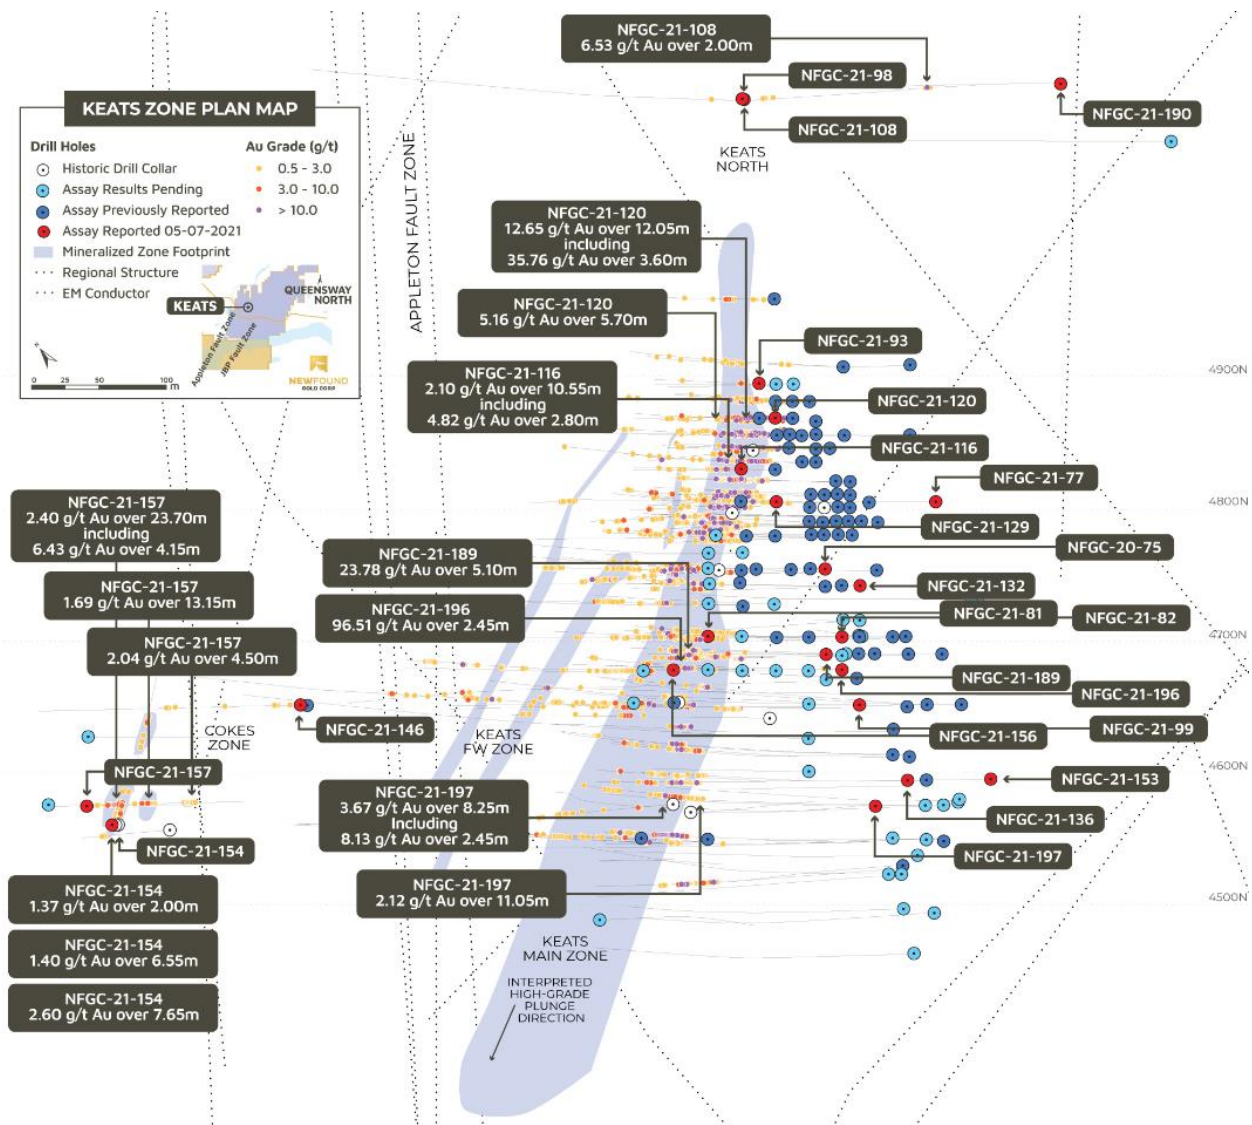 NFGC-21-108
6.53 g/t Au over 2.00m
NFGC-21-98
NFGC-21-108
NFGC-21-190
KEATS
NORTH
KEATS ZONE PLAN MAP
Drill Holes
Historic Drill Collar
Assay Results Pending
Assay Previously Reported
Assay Reported 05-07-2021
Mineralized Zone Footprint
Regional Structure
EM Conductor
Au Grade (g/t)
0.5 - 3.0
3.0 - 10.0
> 10.0
QUEENSWAY
NORTH
KEATS
Appleton Fault Zone
JBP Fault Zone
N
0 25 50 100
m
NEWFOUND
GOLD CORP
APPLETON FAULT ZONE
NFGC-21-120
12.65 g/t Au over 12.05m
including
35.76 g/t Au over 3.60m
NFGC-21-120
5.16 g/t Au over 5.70m
NFGC-21-93
NFGC-21-116
2.10 g/t Au over 10.55m
including
4.82 g/t Au over 2.80m
4900N
NFGC-21-120
NFGC-21-116
NFGC-21-77
4800N
NFGC-21-129
NFGC-21-157
2.40 g/t Au over 23.70m
including
6.43 g/t Au over 4.15m
NFGC-21-157
1.69 g/t Au over 13.15m
NFGC-21-157
2.04 g/t Au over 4.50m
NFGC-21-189
23.78 g/t Au over 5.10m
NFGC-21-196
96.51 g/t Au over 2.45m
NFGC-20-75
NFGC-21-132
NFGC-21-81
NFGC-21-82
4700N
NFGC-21-189
NFGC-21-196
NFGC-21-99
NFGC-21-156
COKES
ZONE
NFGC-21-146
KEATS
FW ZONE
4600N
NFGC-21-157
NFGC-21-153
NFGC-21-197
3.67 g/t Au over 8.25m
Including
8.13 g/t Au over 2.45m
NFGC-21-136
NFGC-21-197
NFGC-21-154
NFGC-21-197
2.12 g/t Au over 11.05m
4500N
NFGC-21-154
1.37 g/t Au over 2.00m
NFGC-21-154
1.40 g/t Au over 6.55m
NFGC-21-154
2.60 g/t Au over 7.65m
KEATS
MAIN ZONE
INTERPRETED
HIGH-GRADE
PLUNGE
DIRECTION